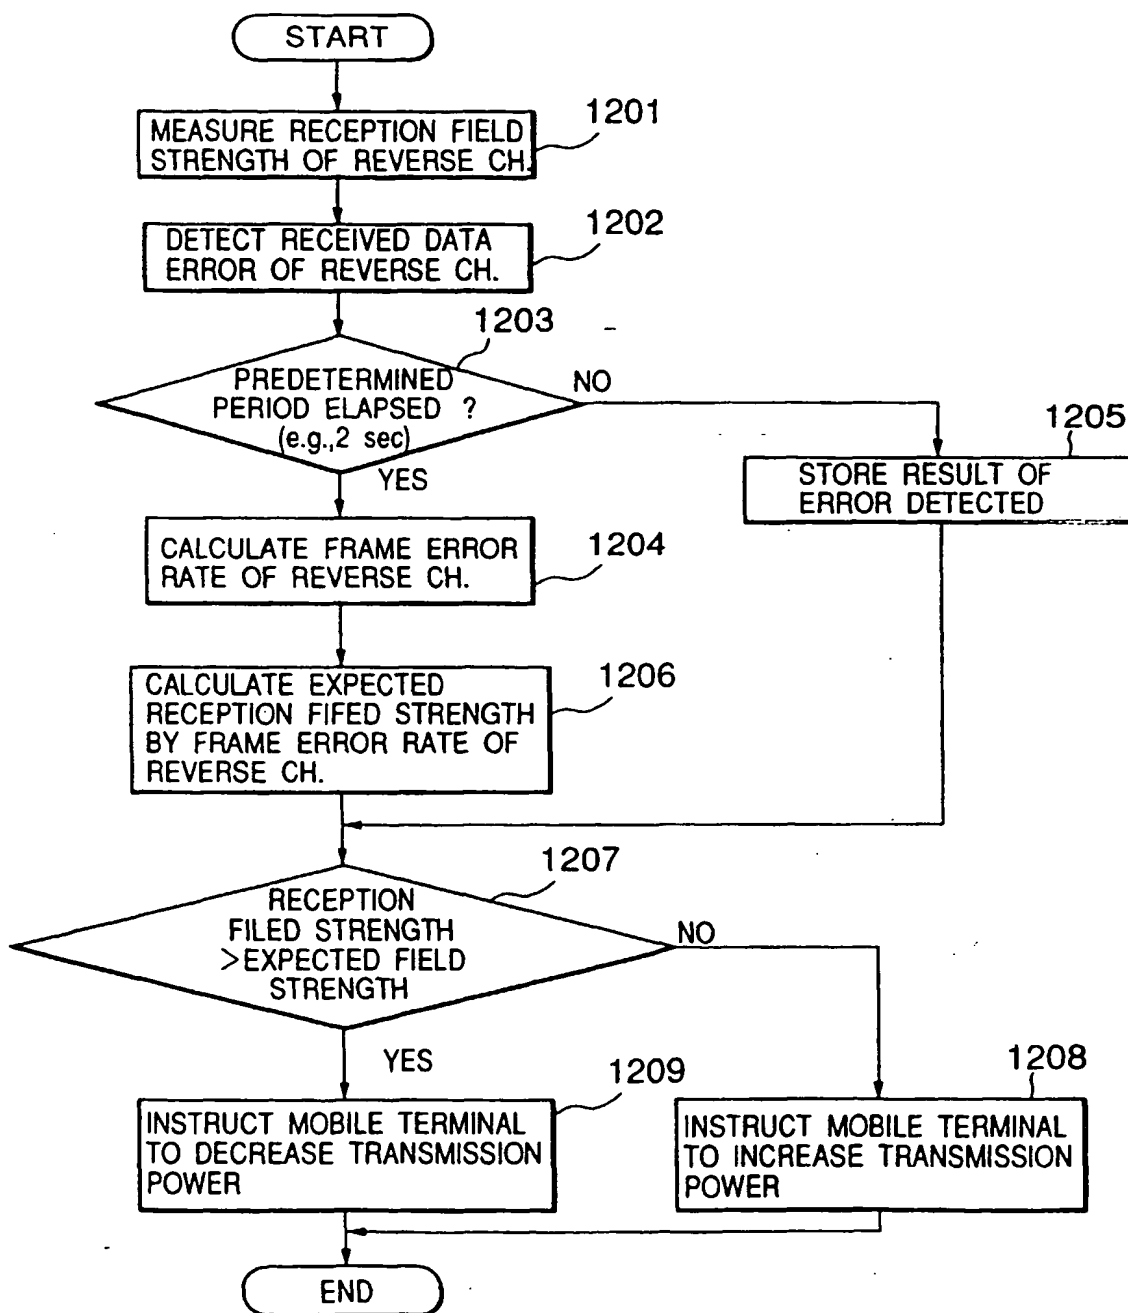 START
1201
MEASURE RECEPTION FIELD
STRENGTH OF REVERSE CH.
1202
DETECT RECEIVED DATA
ERROR OF REVERSE CH.
1203
PREDETERMINED
PERIOD ELAPSED ?
(e.g.,2 sec)
NO
YES
1205
STORE RESULT OF
ERROR DETECTED
1204
CALCULATE FRAME ERROR
RATE OF REVERSE CH.
1206
CALCULATE EXPECTED
RECEPTION FIFED STRENGTH
BY FRAME ERROR RATE OF
REVERSE CH.
1207
RECEPTION
FILED STRENGTH
>EXPECTED FIELD
STRENGTH
NO
YES
1209
INSTRUCT MOBILE TERMINAL
TO DECREASE TRANSMISSION
POWER
1208
INSTRUCT MOBILE TERMINAL
TO INCREASE TRANSMISSION
POWER
END